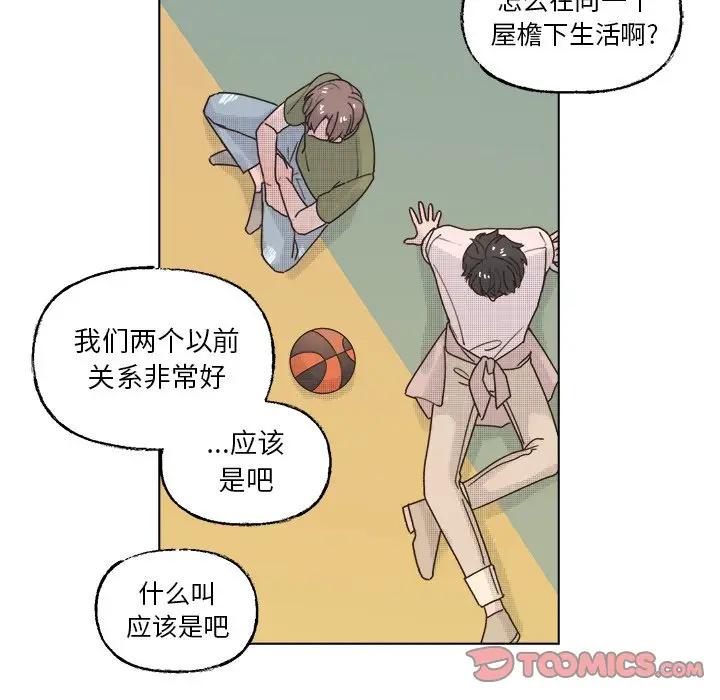 怎么在同一个
屋檐下生活啊?
我们两个以前
关系非常好
...应该
是吧
什么叫
应该是吧
TOOMICS.COM